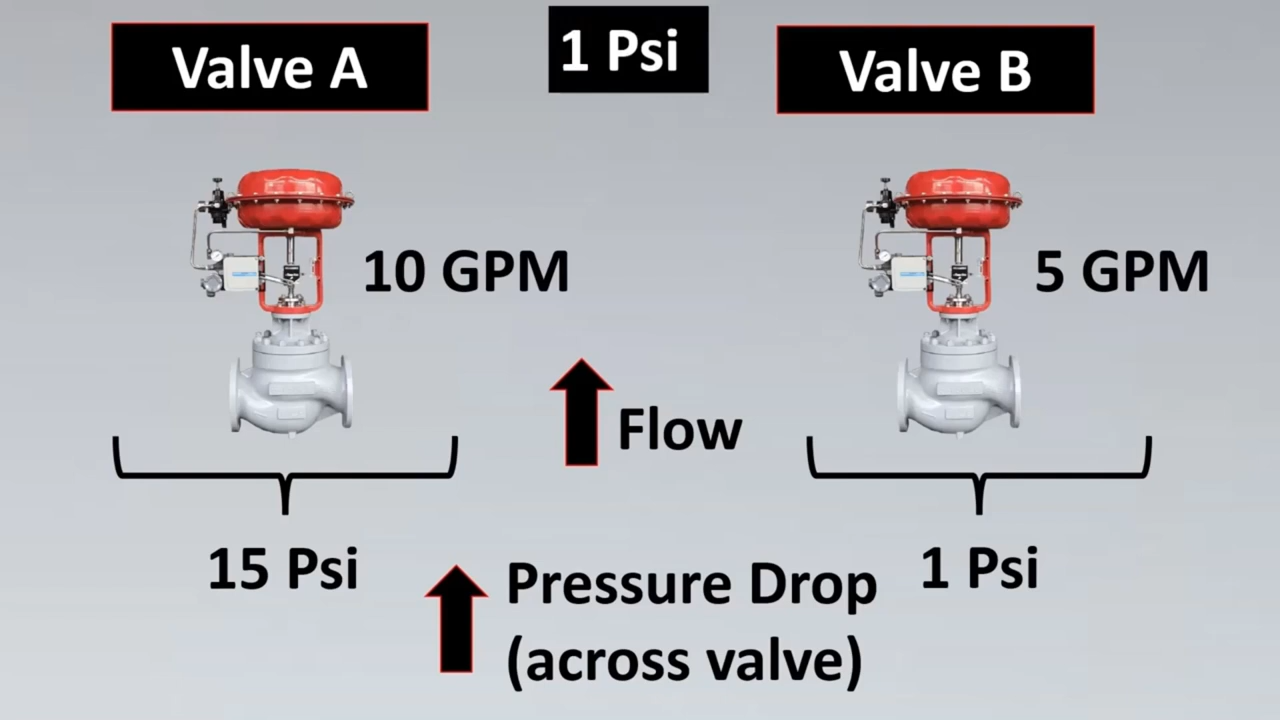 Valve A
1 Psi
Valve B
10 GPM
5 GPM
Flow
15 Psi
Pressure Drop
(across valve)
1 Psi